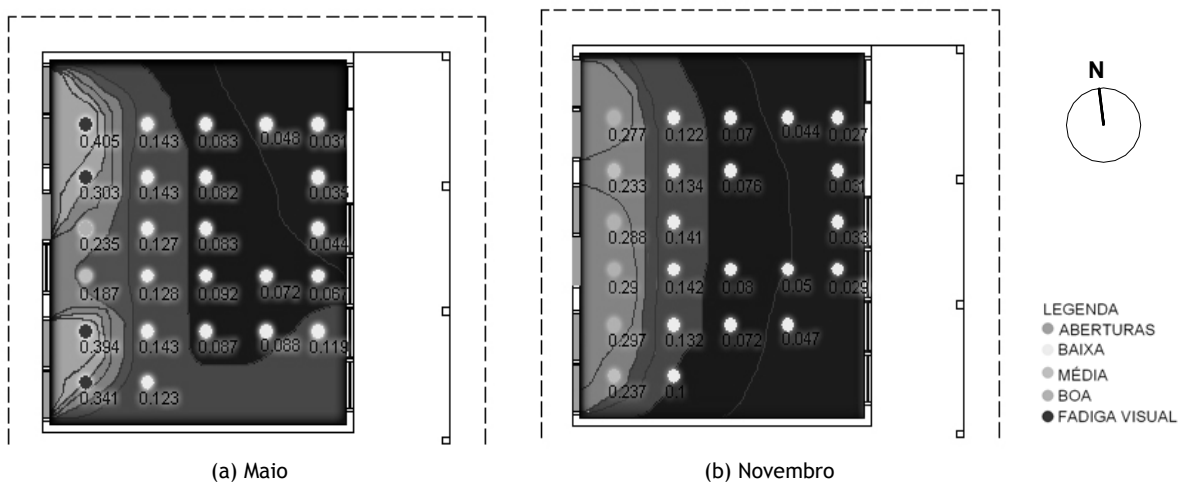 N
0.405 0.143 0.083 0.048 0.031
0.303 0.143 0.082 0.035
0.235 0.127 0.083 0.044
0.187 0.128 0.092 0.072 0.067
0.394 0.143 0.087 0.088 0.119
0.341 0.123
0.277 0.122 0.07 0.044 0.027
0.233 0.134 0.076 0.031
0.288 0.141 0.033
0.29 0.142 0.08 0.05 0.029
0.297 0.132 0.072 0.047
0.237 0.1
LEGENDA
ABERTURAS
BAIXA
MÉDIA
BOA
FADIGA VISUAL
(a) Maio
(b) Novembro